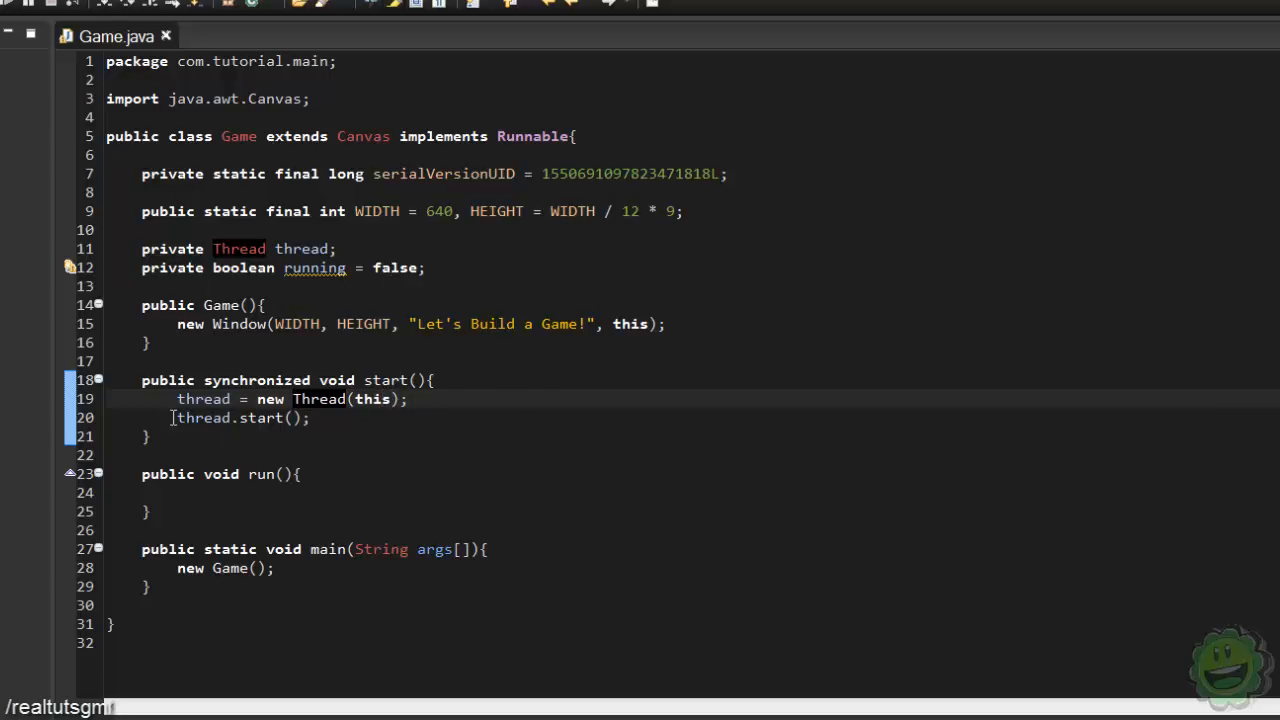 Game.java
1 package com.tutorial.main;
2
3 import java.awt.Canvas;
4
5 public class Game extends Canvas implements Runnable{
6
7 private static final long serialVersionUID = 1550691097823471818L;
8
9 public static final int WIDTH = 640, HEIGHT = WIDTH / 12 * 9;
10
11 private Thread thread;
12 private boolean running = false;
13
14 public Game(){
15 new Window(WIDTH, HEIGHT, "Let's Build a Game!", this);
16 }
17
18 public synchronized void start(){
19 thread = new Thread(this);
20 thread.start();
21 }
22
23 public void run(){
24
25 }
26
27 public static void main(String args[]){
28 new Game();
29 }
30
31 }
32
/realtutsgm